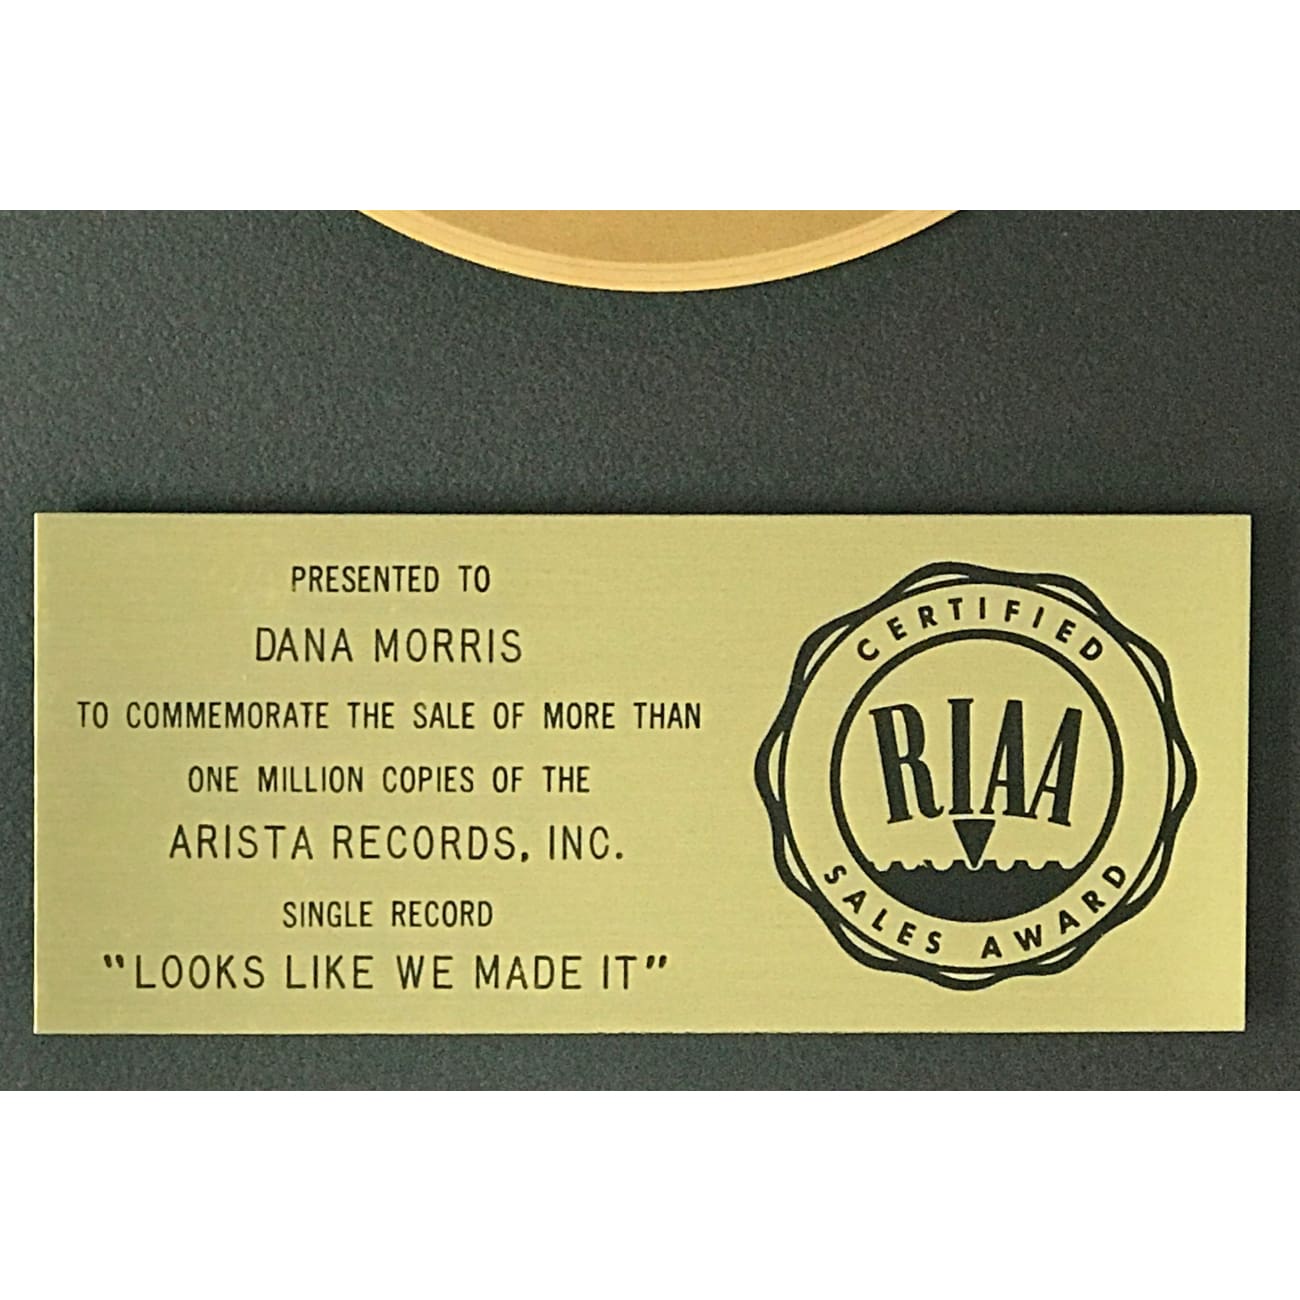 PRESENTED TO
DANA MORRIS
TO COMMEMORATE THE SALE OF MORE THAN
ONE MILLION COPIES OF THE
ARISTA RECORDS, INC.
SINGLE RECORD
"LOOKS LIKE WE MADE IT"
CERTIFIED
RIAA
SALES AWARD